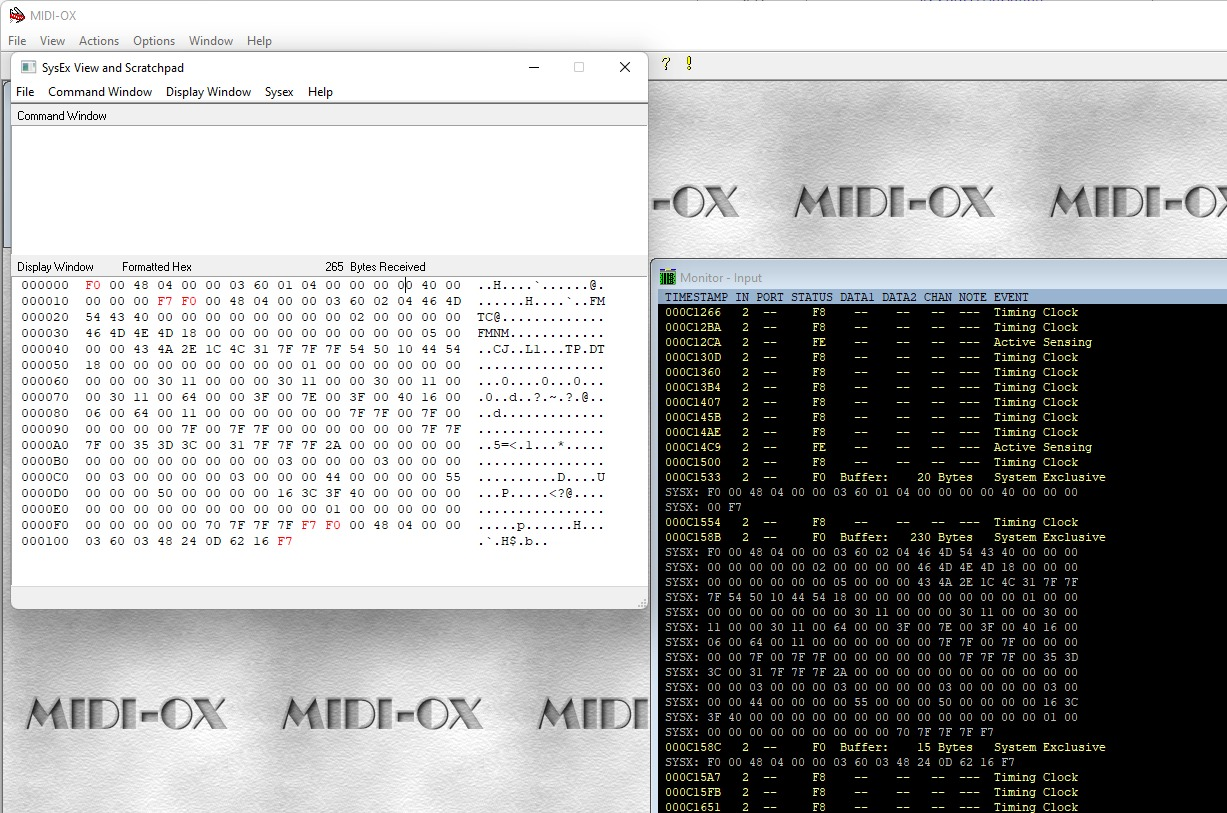 MIDI-OX
File View Actions Options Window Help
SysEx View and Scratchpad
File Command Window Display Window Sysex Help
Command Window
? !
-OX MIDI-OX MIDI-OX
Display Window Formatted Hex 265 Bytes Received
000000 F0 00 48 04 00 00 03 60 01 04 00 00 00 00 40 00 00 ..H....`......@.
000010 00 00 00 F7 F0 00 48 04 00 00 03 60 02 04 46 4D .......H....`..FM
000020 54 43 40 00 00 00 00 00 00 00 02 00 00 00 00 00 TC@.............
000030 46 4D 4E 4D 18 00 00 00 00 00 00 00 00 00 05 00 FMNM............
000040 00 00 43 4A 2E 1C 4C 31 7F 7F 7F 54 50 10 44 54 ..CJ..L1...TP.DT
000050 18 00 00 00 00 00 00 00 00 01 00 00 00 00 00 00 ................
000060 00 00 00 30 11 00 00 00 30 11 00 00 30 00 11 00 ...0....0...0...
000070 00 30 11 00 64 00 00 3F 00 7E 00 3F 00 40 16 00 .0..d..?.~.?.@..
000080 06 00 64 00 11 00 00 00 00 00 00 7F 7F 00 7F 00 ..d.............
000090 00 00 00 00 7F 00 7F 7F 00 00 00 00 00 00 7F 7F ................
0000A0 7F 00 35 3D 3C 00 31 7F 7F 7F 2A 00 00 00 00 00 ..5=<.1...*.....
0000B0 00 00 00 00 00 00 00 03 00 00 00 03 00 00 00 ................
0000C0 00 03 00 00 00 00 03 00 00 00 44 00 00 00 00 55 ..........D....U
0000D0 00 00 00 50 00 00 00 00 16 3C 3F 40 00 00 00 00 ...P.....<?@....
0000E0 00 00 00 00 00 00 00 00 00 01 00 00 00 00 00 00 ................
0000F0 00 00 00 00 00 70 7F 7F 7F F7 F0 00 48 04 00 00 .....p......H...
000100 03 60 03 48 24 0D 62 16 F7 .`.H$.b..
Monitor - Input
TIMESTAMP IN PORT STATUS DATA1 DATA2 CHAN NOTE EVENT
000C1266 2 -- F8 -- -- -- --- Timing Clock
000C12BA 2 -- F8 -- -- -- --- Timing Clock
000C12CA 2 -- FE -- -- -- --- Active Sensing
000C130D 2 -- F8 -- -- -- --- Timing Clock
000C1360 2 -- F8 -- -- -- --- Timing Clock
000C13B4 2 -- F8 -- -- -- --- Timing Clock
000C1407 2 -- F8 -- -- -- --- Timing Clock
000C145B 2 -- F8 -- -- -- --- Timing Clock
000C14AE 2 -- F8 -- -- -- --- Timing Clock
000C14C9 2 -- FE -- -- -- --- Active Sensing
000C1500 2 -- F8 -- -- -- --- Timing Clock
000C1533 2 -- F0 Buffer: 20 Bytes System Exclusive
SYSX: F0 00 48 04 00 00 03 60 01 04 00 00 00 00 40 00 00 00
SYSX: 00 F7
000C1554 2 -- F8 -- -- -- --- Timing Clock
000C158B 2 -- F0 Buffer: 230 Bytes System Exclusive
SYSX: F0 00 48 04 00 00 03 60 02 04 46 4D 54 43 40 00 00 00
SYSX: 00 00 00 00 00 02 00 00 00 00 46 4D 4E 4D 18 00 00 00
SYSX: 00 00 00 00 00 00 05 00 00 00 43 4A 2E 1C 4C 31 7F 7F
SYSX: 7F 54 50 10 44 54 18 00 00 00 00 00 00 00 00 01 00 00
SYSX: 00 00 00 00 00 00 00 30 11 00 00 00 30 11 00 00 30 00
SYSX: 11 00 00 30 11 00 64 00 00 3F 00 7E 00 3F 00 40 16 00
SYSX: 06 00 64 00 11 00 00 00 00 00 00 7F 7F 00 7F 00 00 00
SYSX: 00 00 7F 00 7F 7F 00 00 00 00 00 00 7F 7F 7F 00 35 3D
SYSX: 3C 00 31 7F 7F 7F 2A 00 00 00 00 00 00 00 00 00 00 00
SYSX: 00 00 03 00 00 00 03 00 00 00 00 03 00 00 00 00 03 00
SYSX: 00 00 44 00 00 00 00 55 00 00 00 50 00 00 00 00 16 3C
SYSX: 3F 40 00 00 00 00 00 00 00 00 00 00 00 00 00 01 00
SYSX: 00 00 00 00 00 00 00 00 00 00 70 7F 7F 7F F7
000C158C 2 -- F0 Buffer: 15 Bytes System Exclusive
SYSX: F0 00 48 04 00 00 03 60 03 48 24 0D 62 16 F7
000C15A7 2 -- F8 -- -- -- --- Timing Clock
000C15FB 2 -- F8 -- -- -- --- Timing Clock
000C1651 2 -- F8 -- -- -- --- Timing Clock
MIDI-OX MIDI-OX MIDI